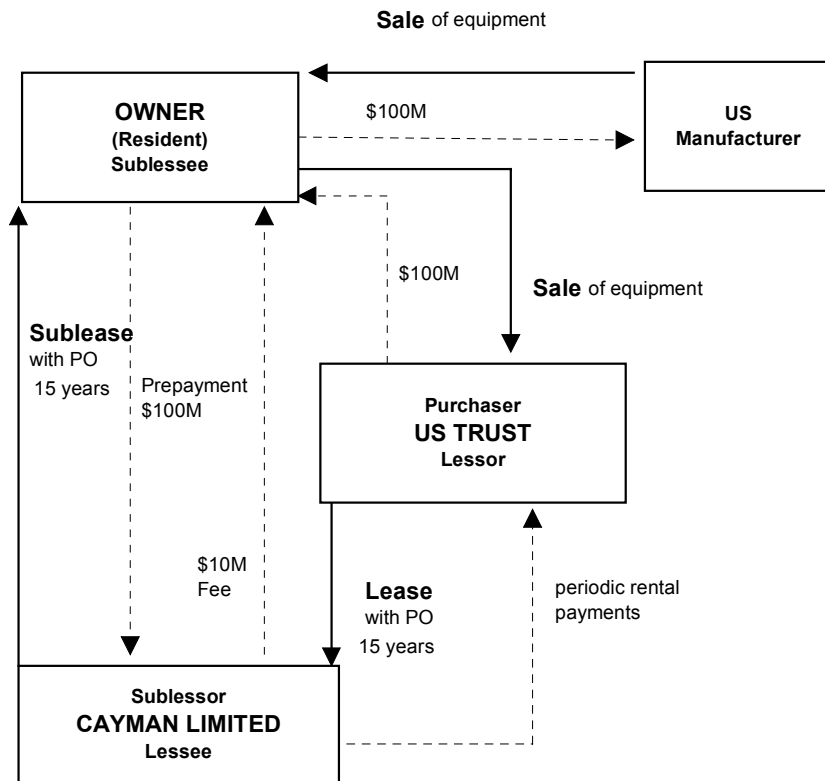 Sale of equipment
OWNER
(Resident)
Sublessee
$100M
US
Manufacturer
$100M
Sale of equipment
Sublease
with PO
15 years
Prepayment
$100M
Purchaser
US TRUST
Lessor
$10M
Fee
Lease
with PO
15 years
periodic rental
payments
Sublessor
CAYMAN LIMITED
Lessee